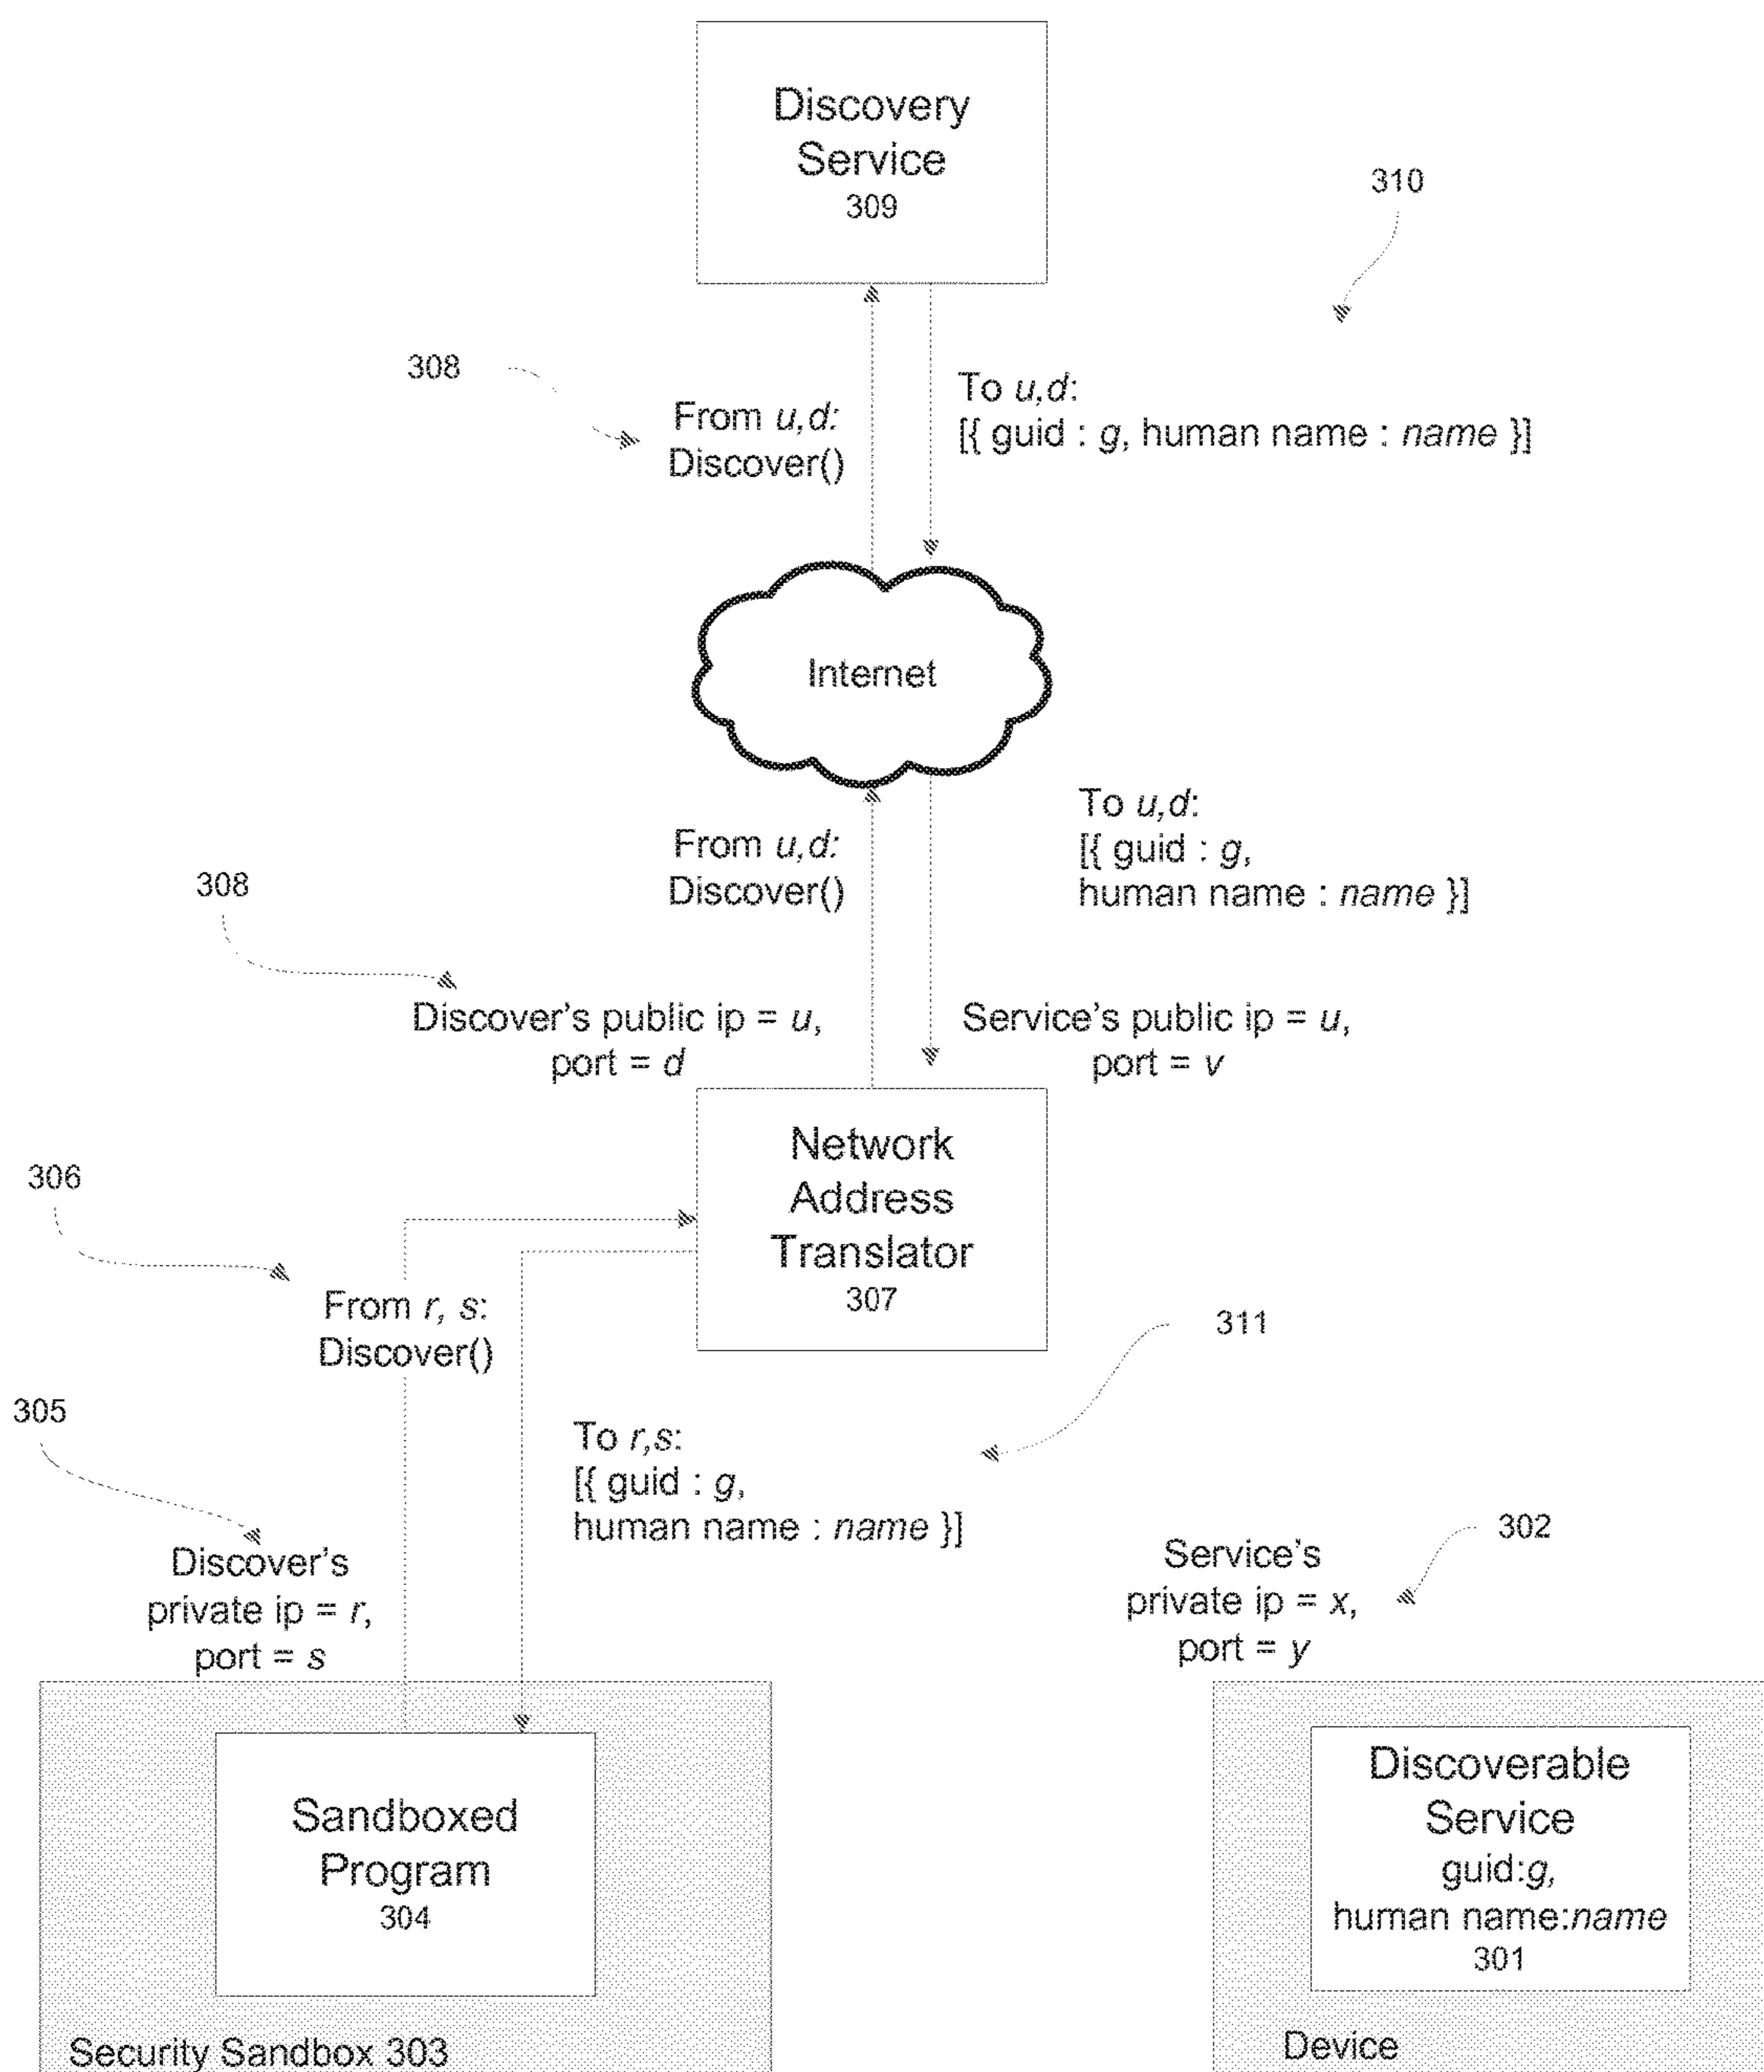 Discovery
Service
309
310
308
From u,d:
Discover()
To u,d:
[{ guid : g, human name : name }]
Internet
From u,d:
Discover()
To u,d:
[{ guid : g,
human name : name }]
308
Discover's public ip = u,
port = d
Service's public ip = u,
port = v
Network
Address
Translator
307
306
From r, s:
Discover()
311
305
To r,s:
[{ guid : g,
human name : name }]
302
Discover's
private ip = r,
port = s
Service's
private ip = x,
port = y
Sandboxed
Program
304
Security Sandbox 303
Discoverable
Service
guid:g,
human name:name
301
Device